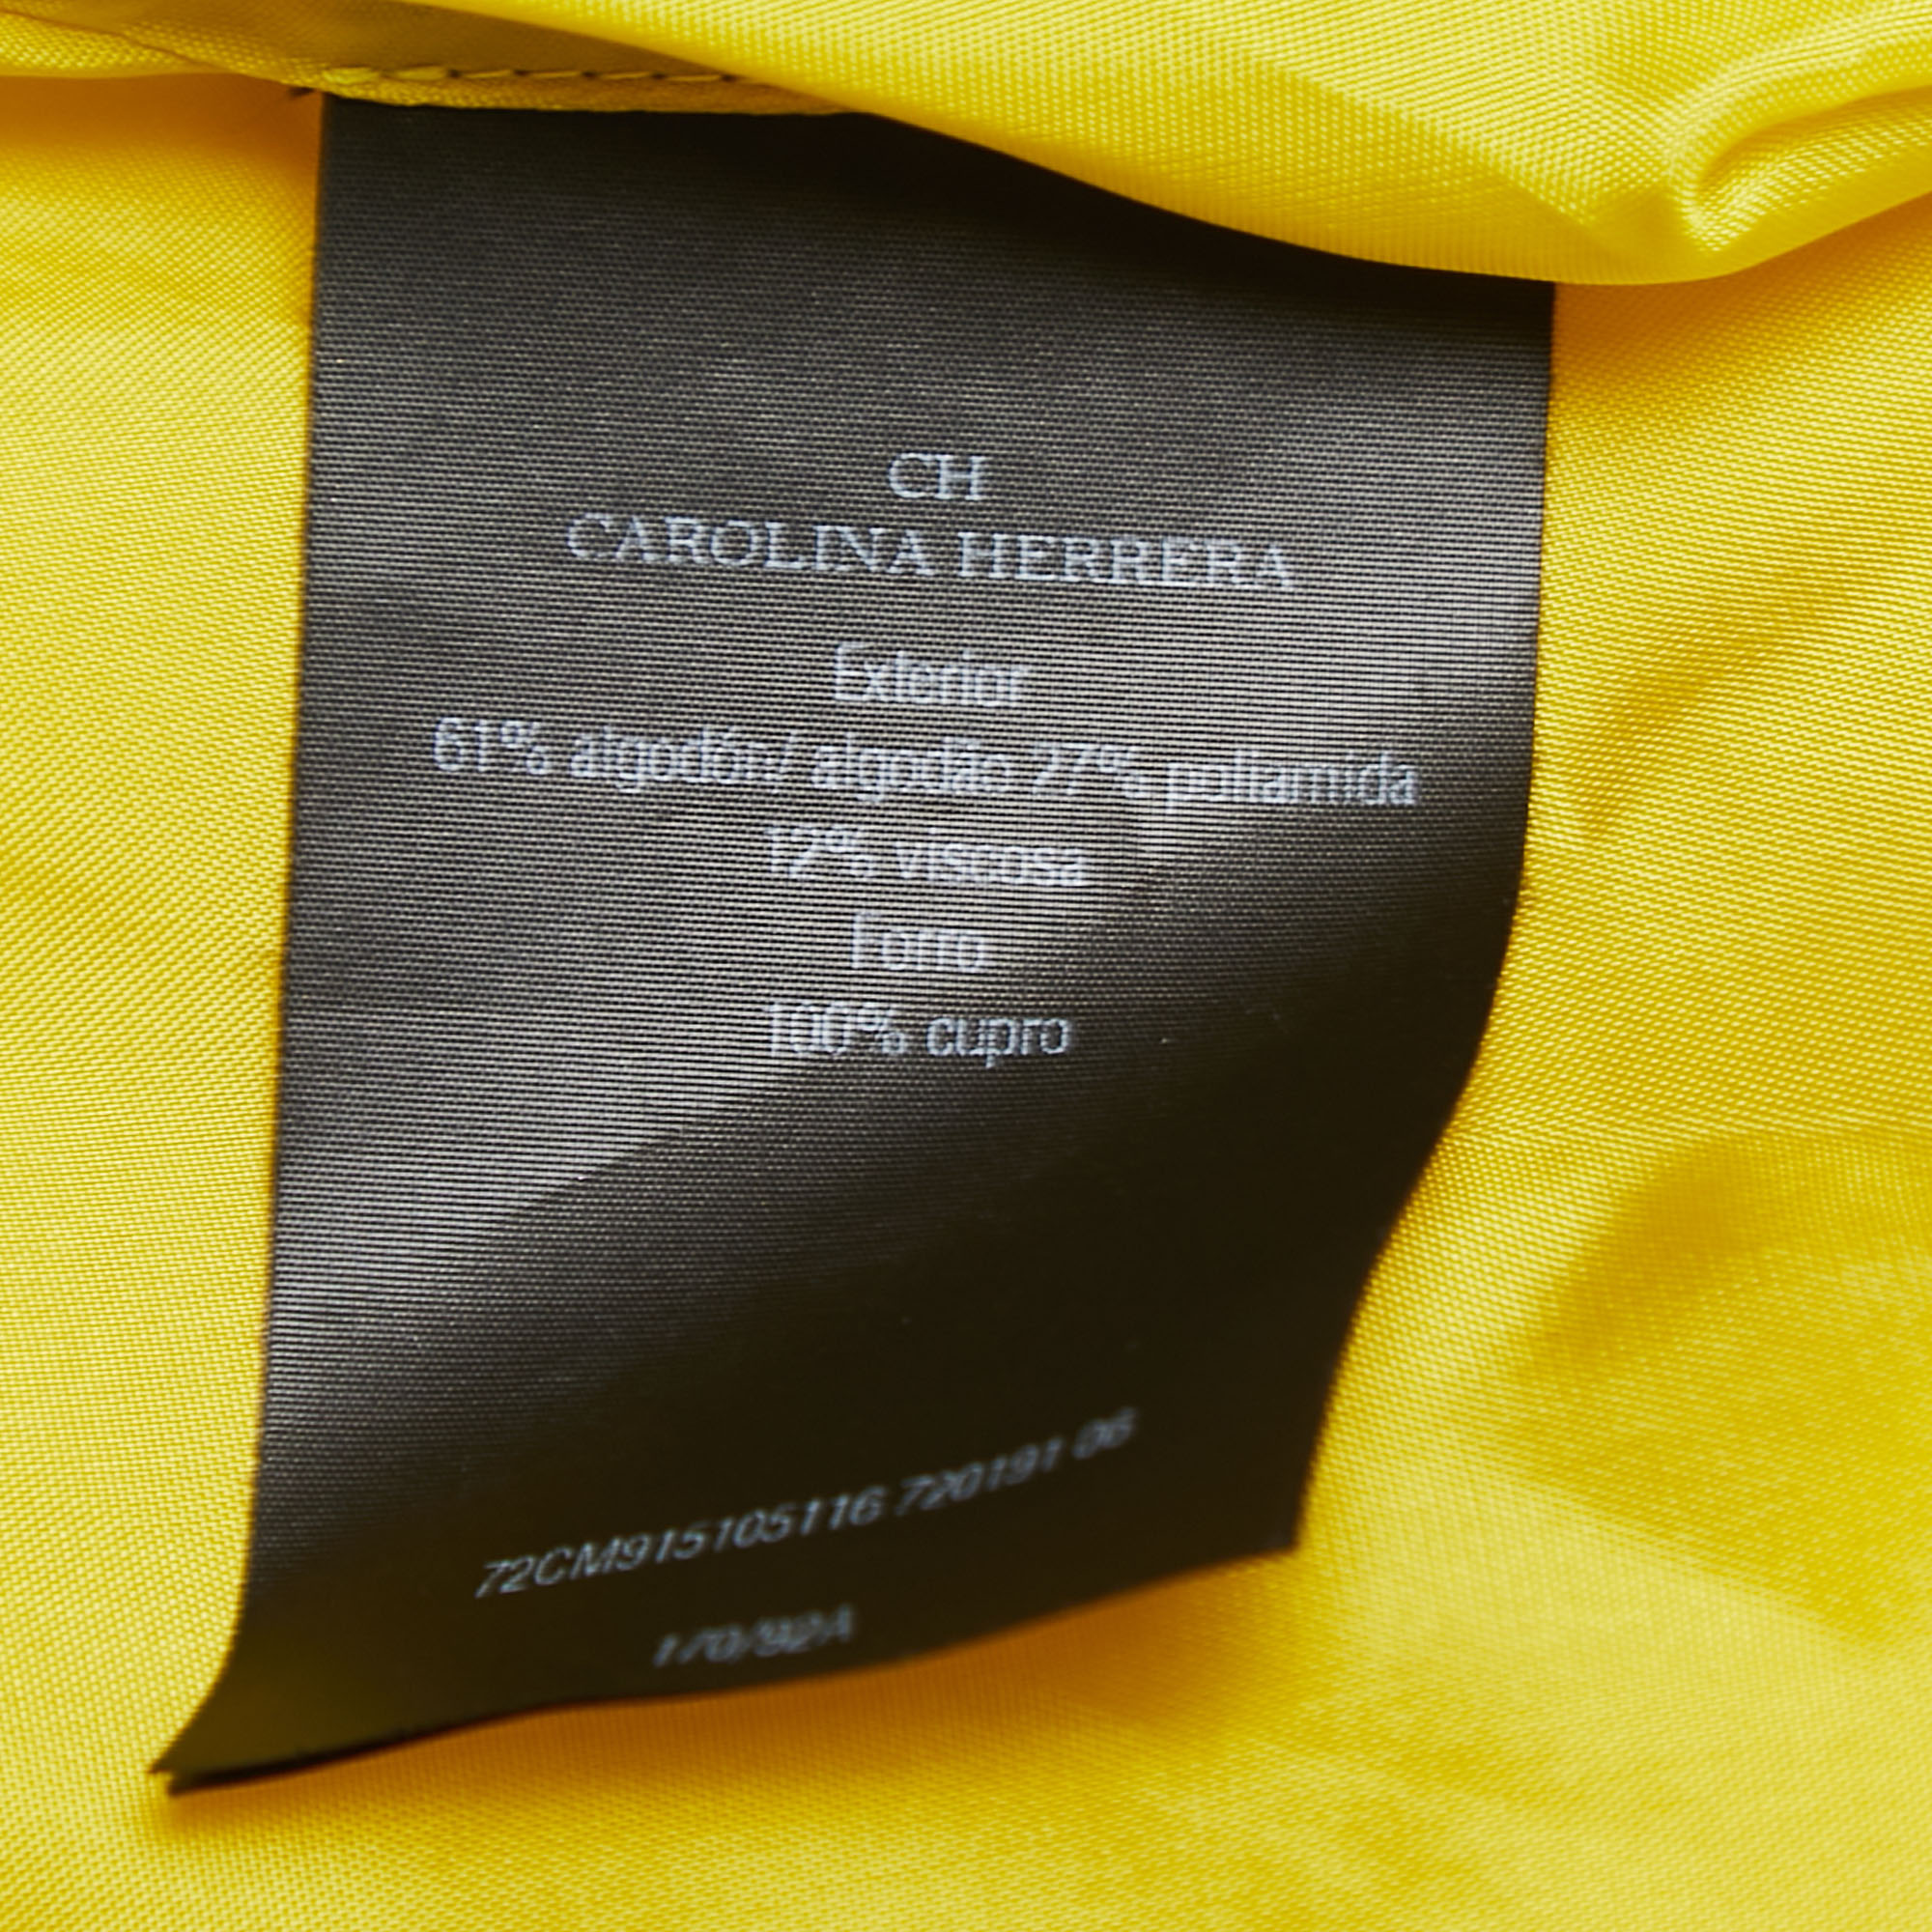 CH
CAROLINA HERRERA
Exterior
61% algodón/ algodão 27% poliamida
12% viscosa
Forro
100% cupro
72CM915105116 720191 06
170/92A